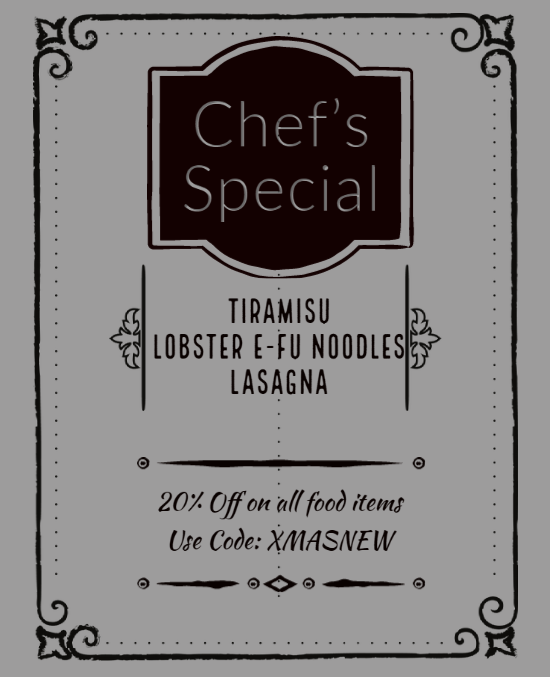 Chef's
Special
TIRAMISU
LOBSTER E-FU NOODLES
LASAGNA
20% Off on all food items
Use Code: XMASNEW